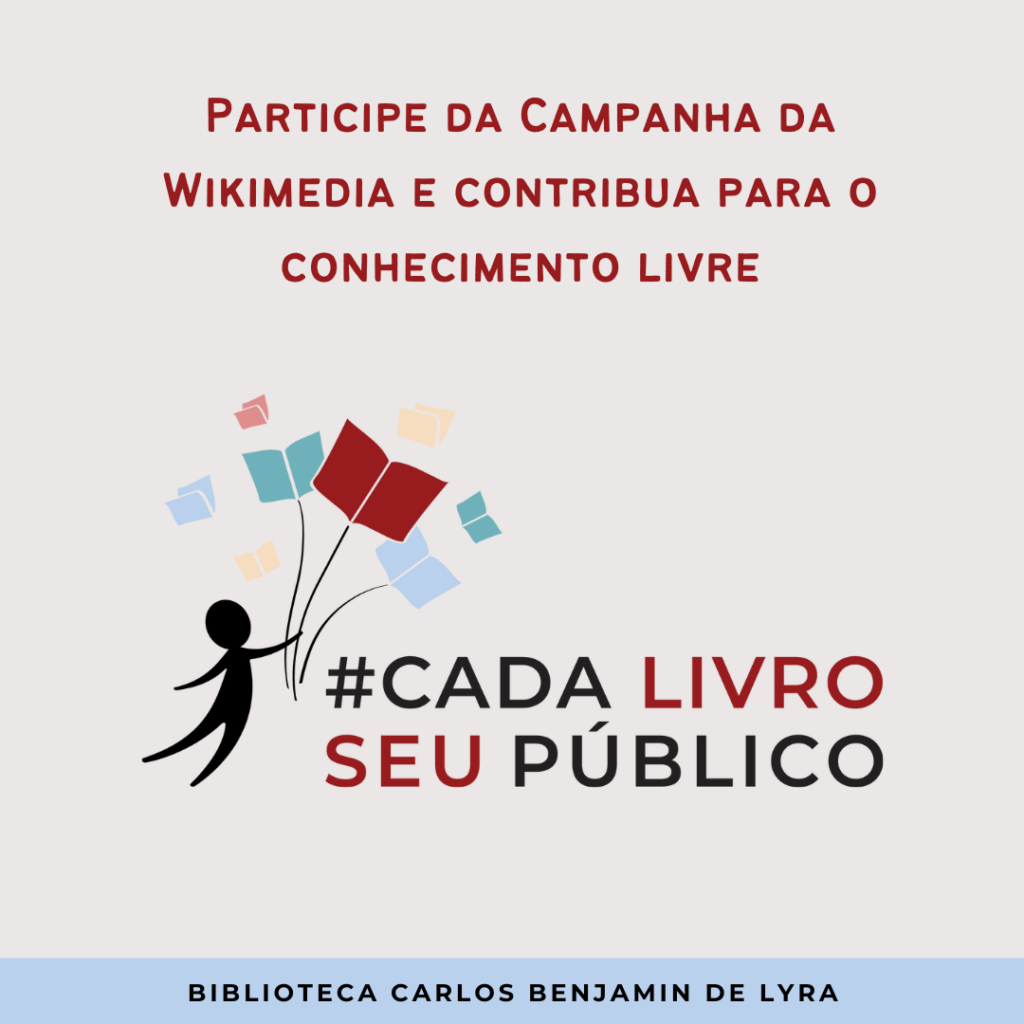 Participe da Campanha da
Wikimedia e contribua para o
conhecimento livre
#CADA LIVRO
SEU PÚBLICO
BIBLIOTECA CARLOS BENJAMIN DE LYRA